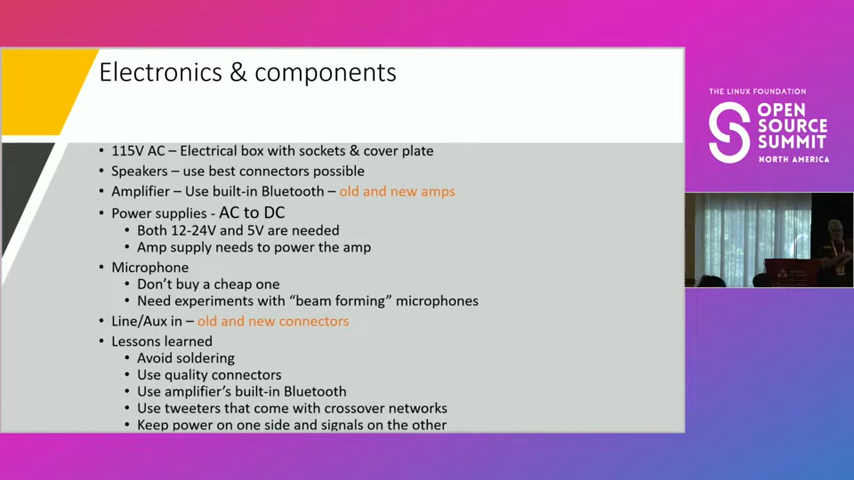 Electronics & components
• 115V AC – Electrical box with sockets & cover plate
• Speakers – use best connectors possible
• Amplifier – Use built-in Bluetooth – old and new amps
• Power supplies - AC to DC
• Both 12-24V and 5V are needed
• Amp supply needs to power the amp
• Microphone
• Don't buy a cheap one
• Need experiments with “beam forming” microphones
• Line/Aux in – old and new connectors
• Lessons learned
• Avoid soldering
• Use quality connectors
• Use amplifier's built-in Bluetooth
• Use tweeters that come with crossover networks
• Keep power on one side and signals on the other
THE LINUX FOUNDATION
OPEN
SOURCE
SUMMIT
NORTH AMERICA